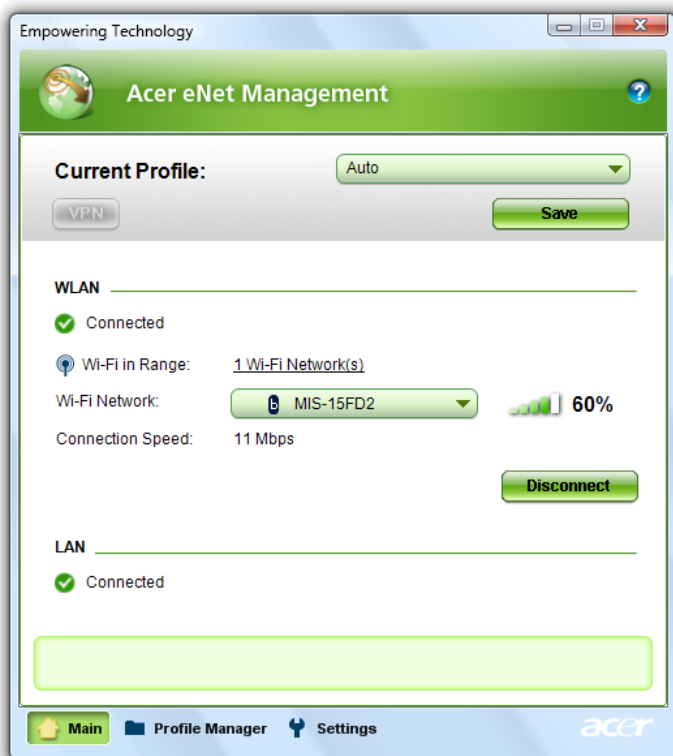 Empowering Technology
Acer eNet Management
?
Current Profile:
Auto
VPN
Save
WLAN
Connected
Wi-Fi in Range:
1 Wi-Fi Network(s)
Wi-Fi Network:
b MIS-15FD2
60%
Connection Speed:
11 Mbps
Disconnect
LAN
Connected
Main
Profile Manager
Settings
acer